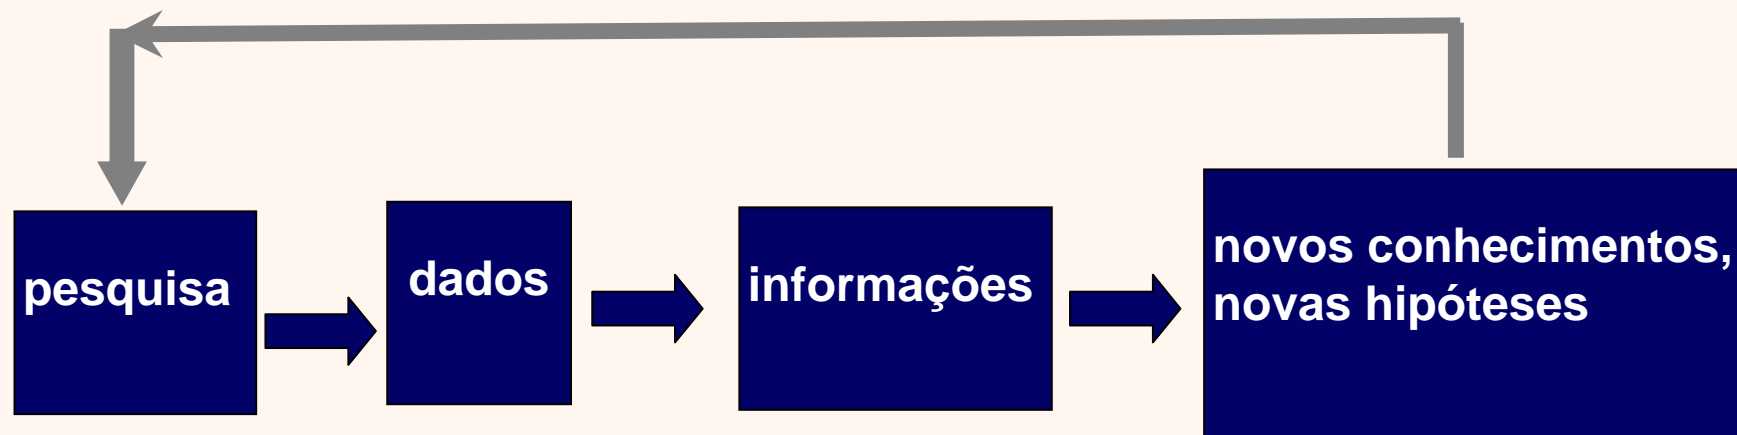 pesquisa
dados
informações
novos conhecimentos,
novas hipóteses